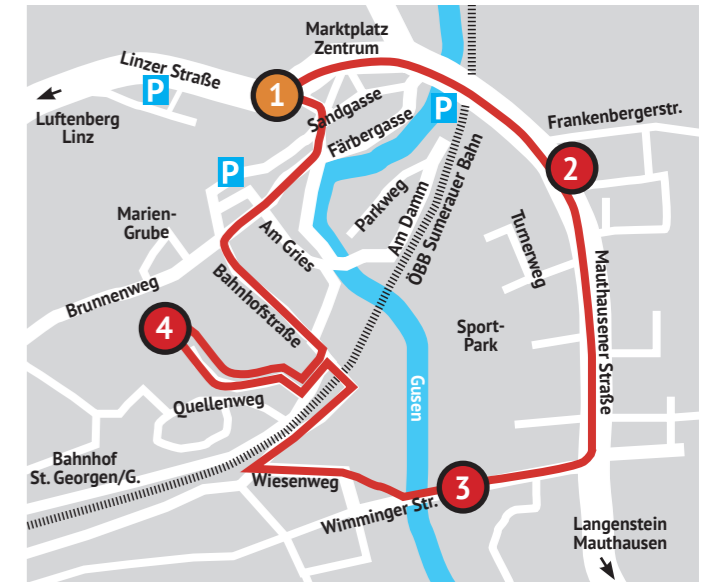 Marktplatz
Zentrum
Linzer Straße
P
1
Luftenberg
Linz
Sandgasse
Färbergasse
P
Frankenbergerstr.
2
P
Parkweg
Am Damm
ÖBB Sumerauer Bahn
Marien-
Grube
Am Gries
Turnerweg
Brunnenweg
Bahnhofstraße
Mauthausener Straße
4
Sport-
Park
Quellenweg
Gusen
Bahnhof
St. Georgen/G.
Wiesenweg
3
Wimminger Str.
Langenstein
Mauthausen